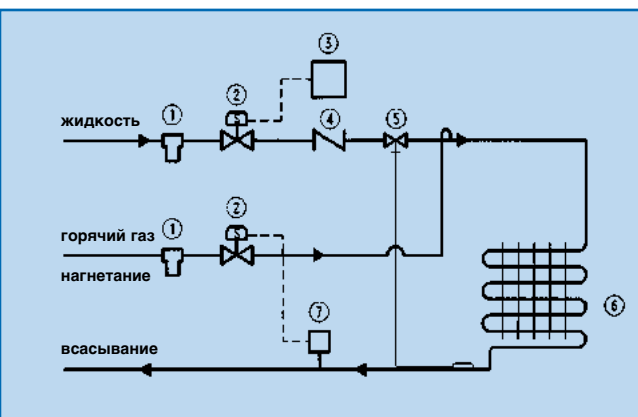 ③
① ②
жидкость
④ ⑤
S
горячий газ
① ②
S
нагнетание
⑥
⑦
всасывание